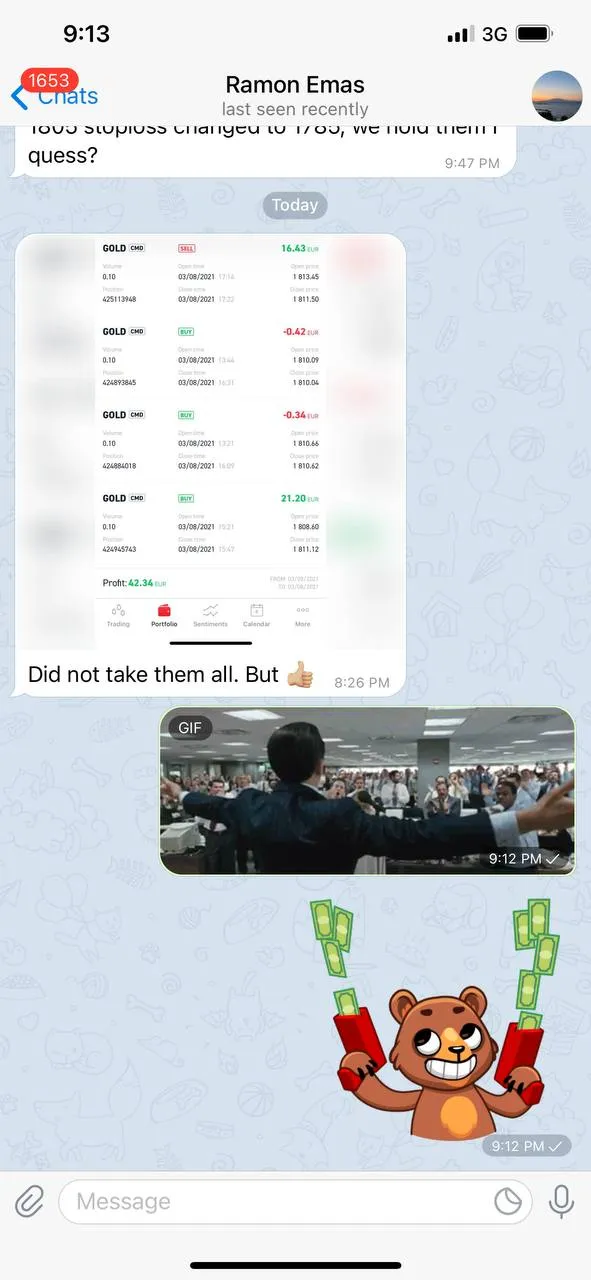 9:13
3G
1653
Chats
Ramon Emas
last seen recently
1805 stoploss changed to 1785, we hold them i
quess?
9:47 PM
Today
GOLD CMD SELL 16.43 EUR
Volume Open time Open price
0.10 03/08/2021 17:14 1 813.45
Position Close time Close price
425113948 03/08/2021 17:22 1 811.50
GOLD CMD BUY -0.42 EUR
Volume Open time Open price
0.10 03/08/2021 13:44 1 810.09
Position Close time Close price
424893845 03/08/2021 16:31 1 810.04
GOLD CMD BUY -0.34 EUR
Volume Open time Open price
0.10 03/08/2021 13:21 1 810.66
Position Close time Close price
424884018 03/08/2021 16:09 1 810.62
GOLD CMD BUY 21.20 EUR
Volume Open time Open price
0.10 03/08/2021 15:21 1 808.60
Position Close time Close price
424945743 03/08/2021 15:47 1 811.12
Profit: 42.34 EUR
FROM: 03/08/2021
TO: 03/08/2021
Trading Portfolio Sentiments Calendar More
Did not take them all. But 👍🏼
8:26 PM
GIF
9:12 PM
9:12 PM
Message